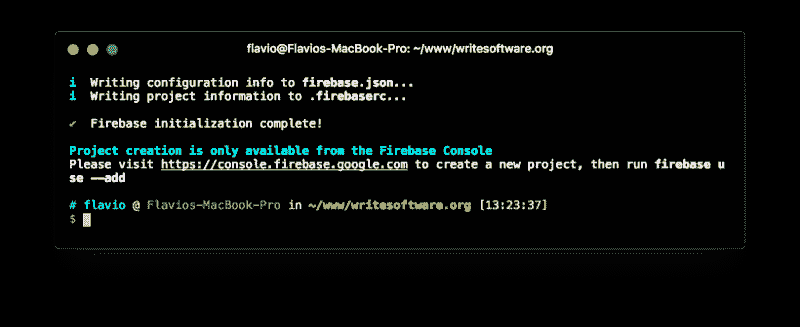 flavio@Flavios-MacBook-Pro: ~/www/writesoftware.org
i Writing configuration info to firebase.json...
i Writing project information to .firebaserc...
✔ Firebase initialization complete!
Project creation is only available from the Firebase Console
Please visit https://console.firebase.google.com to create a new project, then run firebase u
se --add
# flavio @ Flavios-MacBook-Pro in ~/www/writesoftware.org [13:23:37]
$